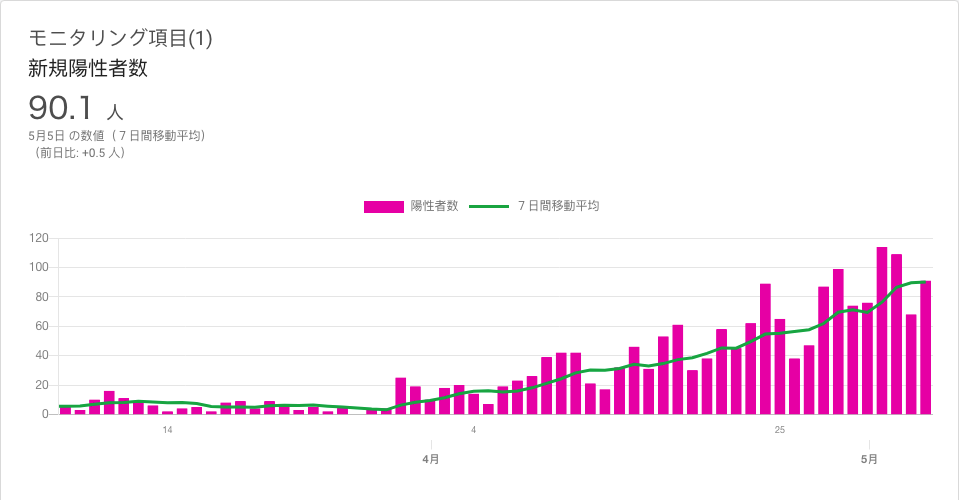 モニタリング項目(1)
新規陽性者数
90.1 人
5月5日 の数値（７日間移動平均）
（前日比: +0.5 人）
陽性者数 ７日間移動平均
120
100
80
60
40
20
0
14 4 25
4月 5月